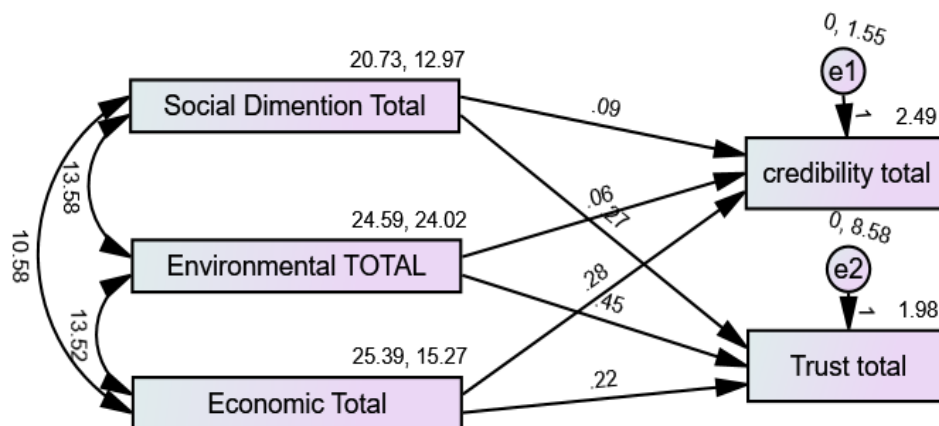 0, 1.55
20.73, 12.97
e1
Social Dimention Total
.09
1
2.49
credibility total
13.58
.06
.27
24.59, 24.02
0, 8.58
10.58
Environmental TOTAL
e2
.28
.45
13.52
1
1.98
25.39, 15.27
Trust total
.22
Economic Total